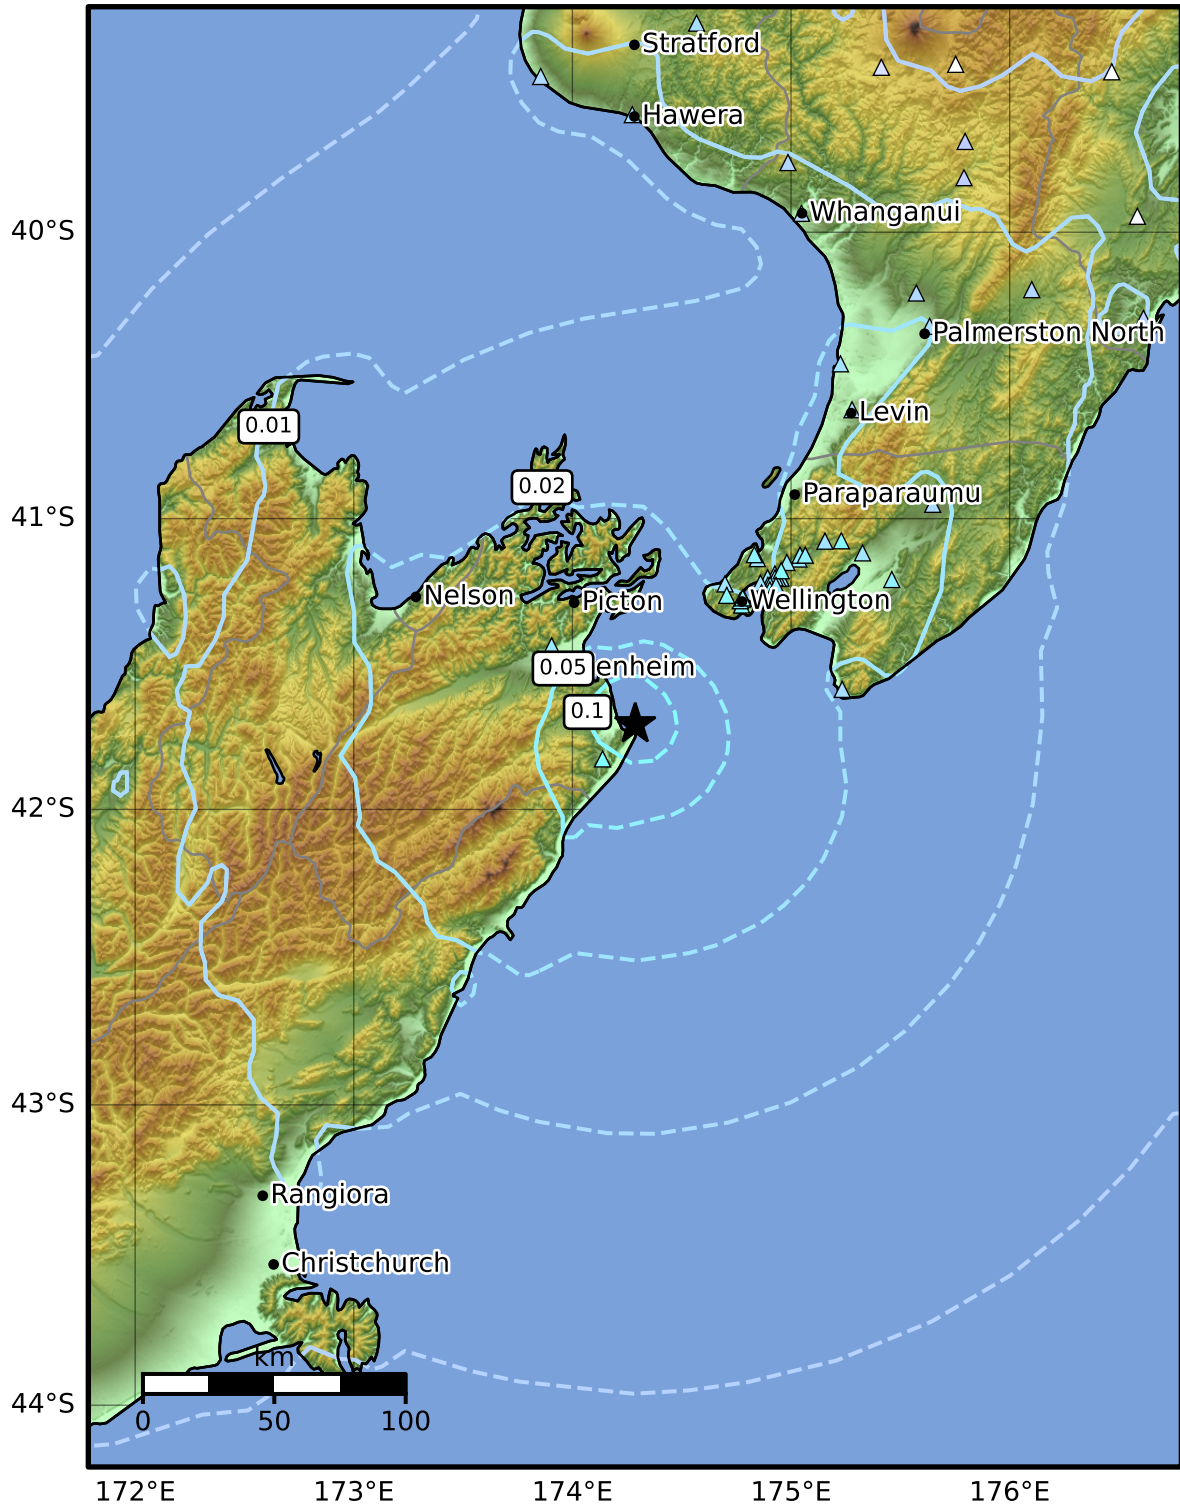 Stratford
Hawera
Whanganui
40°S
Palmerston North
Levin
0.01
0.02
Paraparaumu
41°S
Nelson
Picton
Wellington
0.05
enheim
0.1
42°S
43°S
Rangiora
Christchurch
km
44°S
0 50 100
172°E 173°E 174°E 175°E 176°E